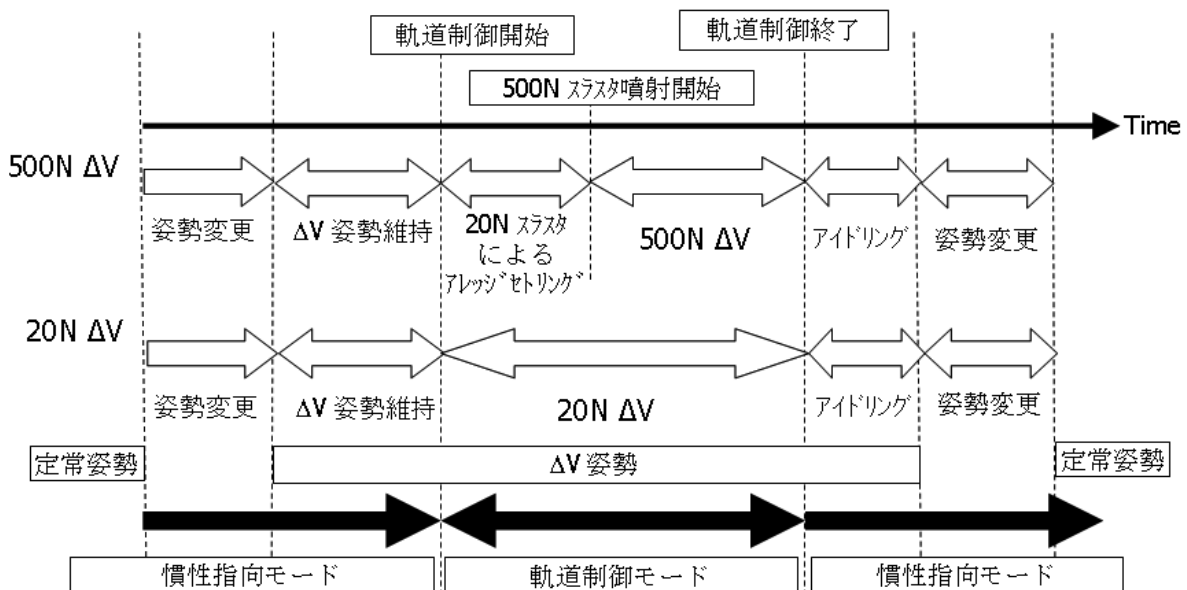 軌道制御開始
軌道制御終了
500N ｽﾗｽﾀ噴射開始
Time
500N ΔV
姿勢変更
ΔV 姿勢維持
20N ｽﾗｽﾀ
による
ｱﾚｯｼﾞｾﾄﾘﾝｸﾞ
500N ΔV
ｱｲﾄﾞﾘﾝｸﾞ
姿勢変更
20N ΔV
姿勢変更
ΔV 姿勢維持
20N ΔV
ｱｲﾄﾞﾘﾝｸﾞ
姿勢変更
定常姿勢
ΔV 姿勢
定常姿勢
慣性指向モード
軌道制御モード
慣性指向モード